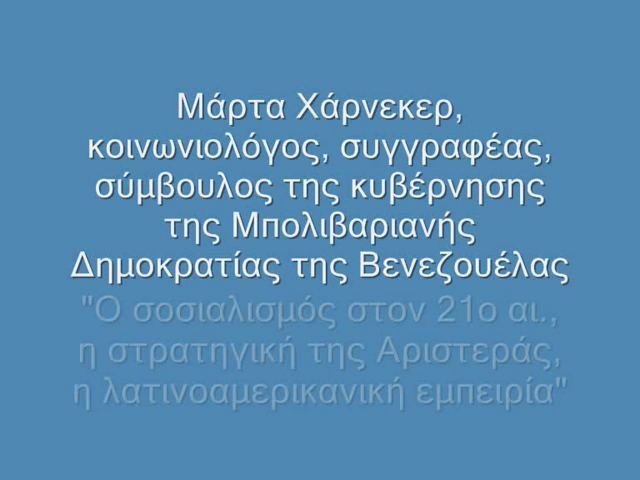 Μάρτα Χάρνεκερ,
κοινωνιολόγος, συγγραφέας,
σύμβουλος της κυβέρνησης
της Μπολιβαριανής
Δημοκρατίας της Βενεζουέλας
"Ο σοσιαλισμός στον 21ο αι.,
η στρατηγική της Αριστεράς,
η λατινοαμερικανική εμπειρία"